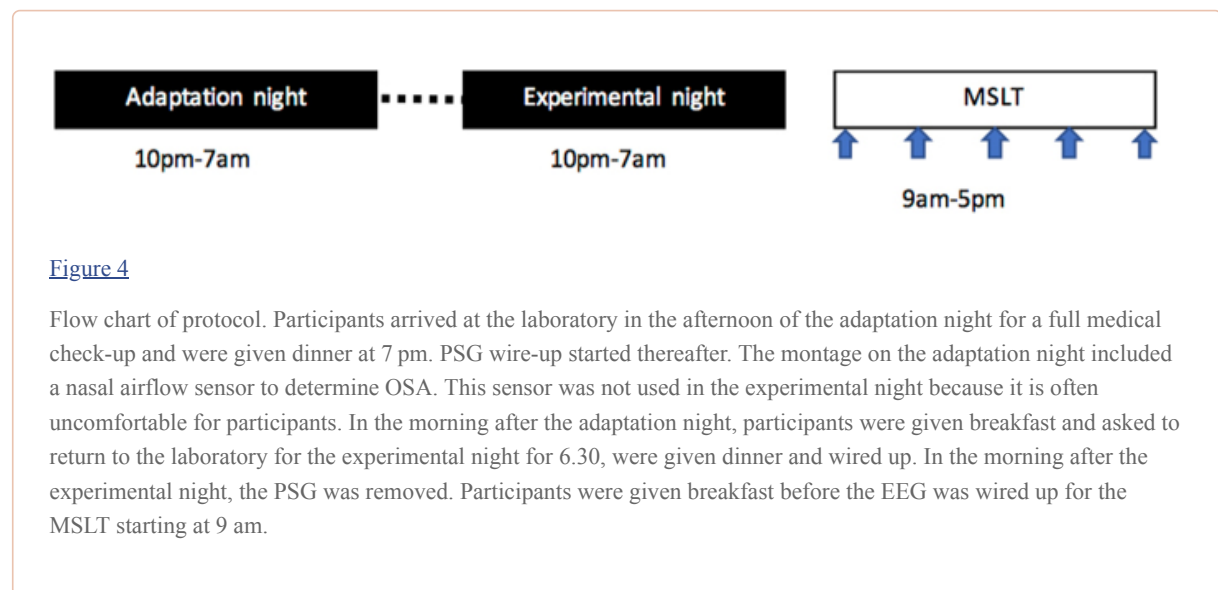 Adaptation night
Experimental night
MSLT
10pm-7am
10pm-7am
9am-5pm
Figure 4
Flow chart of protocol. Participants arrived at the laboratory in the afternoon of the adaptation night for a full medical
check-up and were given dinner at 7 pm. PSG wire-up started thereafter. The montage on the adaptation night included
a nasal airflow sensor to determine OSA. This sensor was not used in the experimental night because it is often
uncomfortable for participants. In the morning after the adaptation night, participants were given breakfast and asked to
return to the laboratory for the experimental night for 6.30, were given dinner and wired up. In the morning after the
experimental night, the PSG was removed. Participants were given breakfast before the EEG was wired up for the
MSLT starting at 9 am.